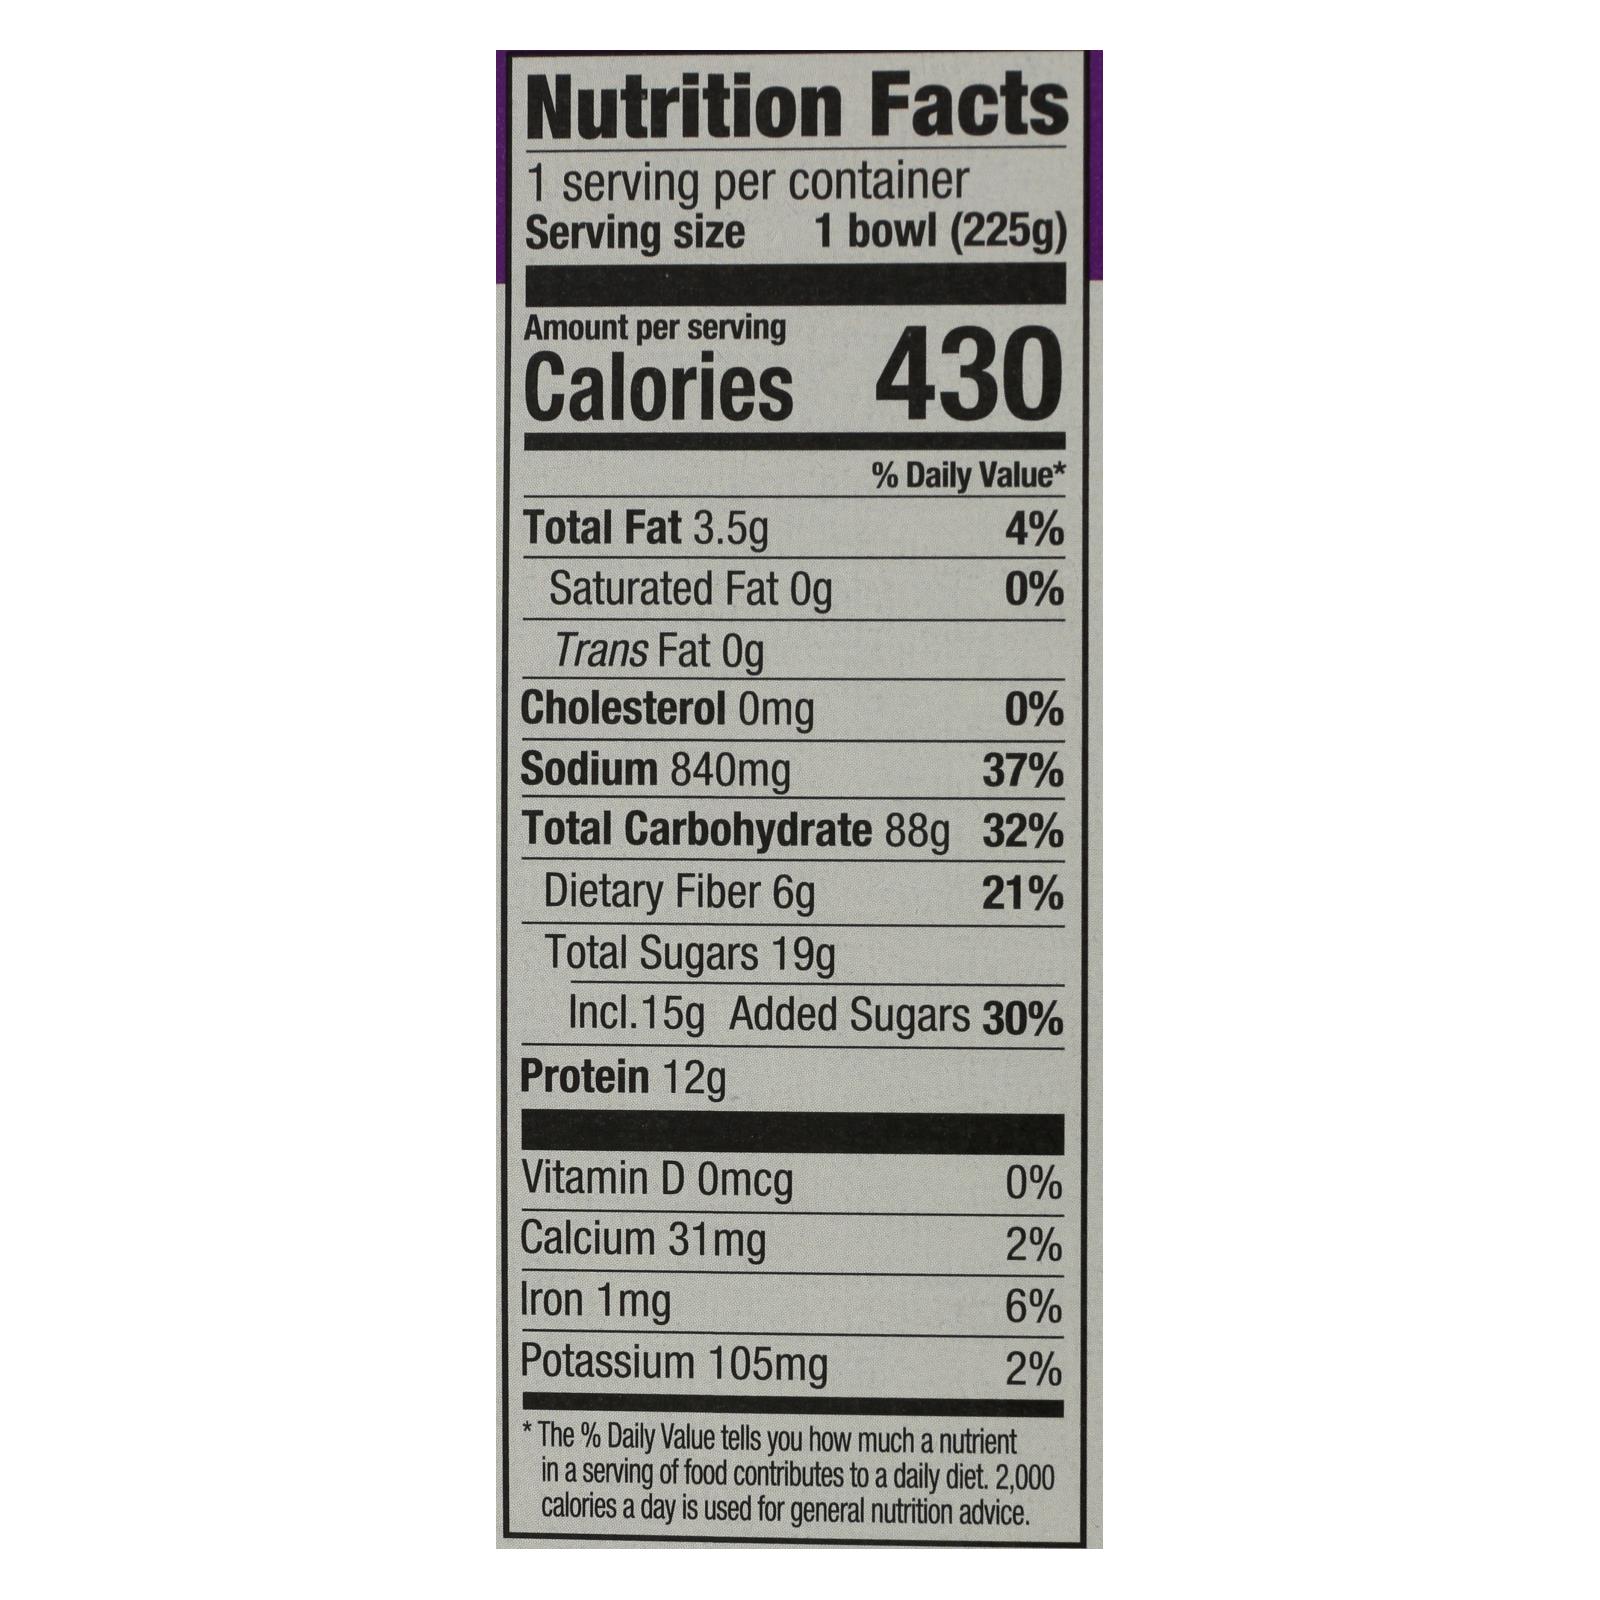 Nutrition Facts
1 serving per container
Serving size 1 bowl (225g)
Amount per serving
Calories 430
% Daily Value*
Total Fat 3.5g 4%
Saturated Fat 0g 0%
Trans Fat 0g
Cholesterol 0mg 0%
Sodium 840mg 37%
Total Carbohydrate 88g 32%
Dietary Fiber 6g 21%
Total Sugars 19g
Incl.15g Added Sugars 30%
Protein 12g
Vitamin D 0mcg 0%
Calcium 31mg 2%
Iron 1mg 6%
Potassium 105mg 2%
* The % Daily Value tells you how much a nutrient
in a serving of food contributes to a daily diet. 2,000
calories a day is used for general nutrition advice.